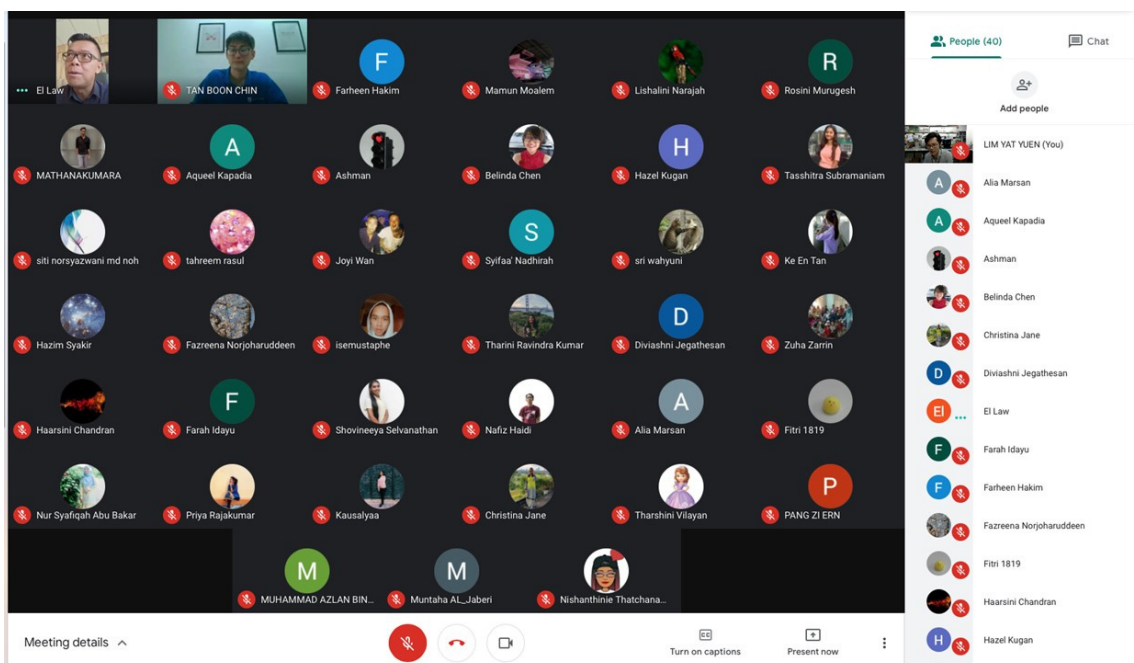 People (40)
Chat
Add people
El Law
TAN BOON CHIN
F
Farheen Hakim
Mamun Moalem
Lishalini Narajah
R
Rosini Murugesh
MATHANAKUMARA
A
Aqueel Kapadia
Ashman
Belinda Chen
H
Hazel Kugan
Tasshitra Subramaniam
siti norsyazwani md noh
tahreem rasul
Joyi Wan
S
Syifaa' Nadhirah
sri wahyuni
Ke En Tan
Hazim Syakir
Fazreena Norjoharuddeen
isemustaphe
Tharini Ravindra Kumar
D
Diviashni Jegathesan
Zuha Zarrin
Haarsini Chandran
F
Farah Idayu
Shovineeya Selvanathan
Nafiz Haidi
A
Alia Marsan
Fitri 1819
Nur Syafiqah Abu Bakar
Priya Rajakumar
Kausalyaa
Christina Jane
Tharshini Vilayan
P
PANG ZI ERN
M
MUHAMMAD AZLAN BIN...
M
Muntaha AL_Jaberi
Nishanthinie Thatchana...
LIM YAT YUEN (You)
A
Alia Marsan
A
Aqueel Kapadia
Ashman
Belinda Chen
Christina Jane
D
Diviashni Jegathesan
El
El Law
F
Farah Idayu
F
Farheen Hakim
Fazreena Norjoharuddeen
Fitri 1819
Haarsini Chandran
H
Hazel Kugan
Meeting details
CC
Turn on captions
Present now